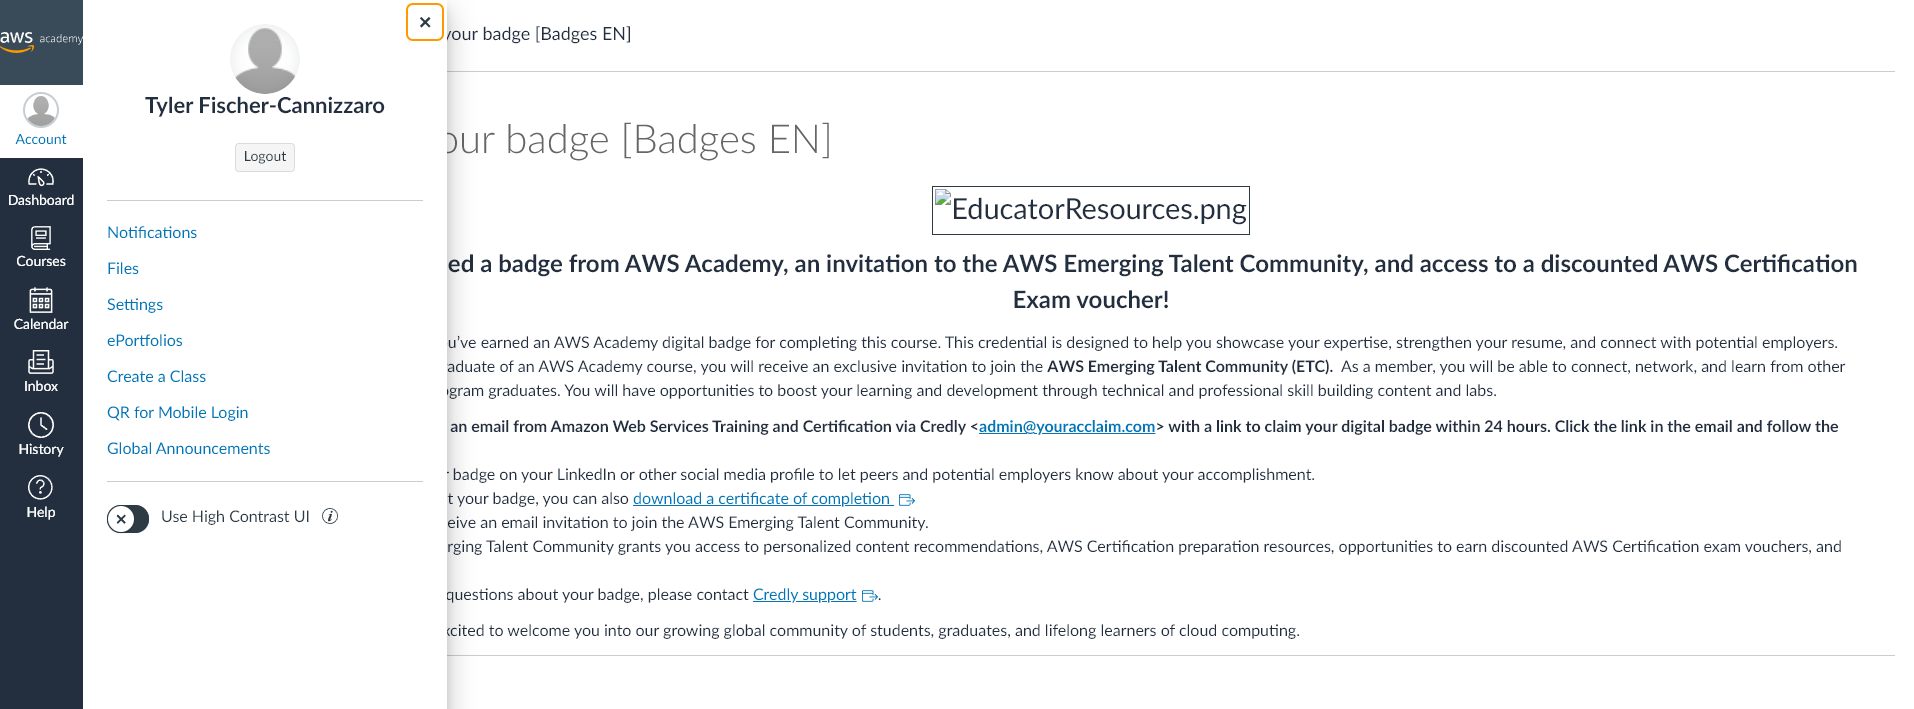 aws academy
Account
Dashboard
Courses
Calendar
Inbox
History
Help
Tyler Fischer-Cannizzaro
Logout
Notifications
Files
Settings
ePortfolios
Create a Class
QR for Mobile Login
Global Announcements
Use High Contrast UI
your badge [Badges EN]
our badge [Badges EN]
EducatorResources.png
ed a badge from AWS Academy, an invitation to the AWS Emerging Talent Community, and access to a discounted AWS Certification
Exam voucher!
u've earned an AWS Academy digital badge for completing this course. This credential is designed to help you showcase your expertise, strengthen your resume, and connect with potential employers.
raduate of an AWS Academy course, you will receive an exclusive invitation to join the AWS Emerging Talent Community (ETC).  As a member, you will be able to connect, network, and learn from other
gram graduates. You will have opportunities to boost your learning and development through technical and professional skill building content and labs.
an email from Amazon Web Services Training and Certification via Credly <admin@youracclaim.com> with a link to claim your digital badge within 24 hours. Click the link in the email and follow the
r badge on your LinkedIn or other social media profile to let peers and potential employers know about your accomplishment.
t your badge, you can also download a certificate of completion
eive an email invitation to join the AWS Emerging Talent Community.
rging Talent Community grants you access to personalized content recommendations, AWS Certification preparation resources, opportunities to earn discounted AWS Certification exam vouchers, and
questions about your badge, please contact Credly support.
xcited to welcome you into our growing global community of students, graduates, and lifelong learners of cloud computing.